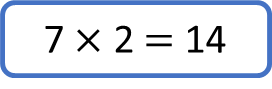 7 × 2 = 14